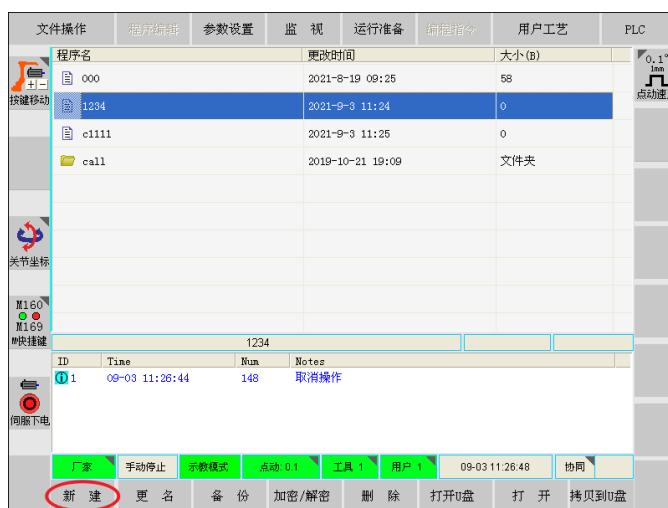 文件操作 程序编辑 参数设置 监 视 运行准备 编程指令 用户工艺 PLC
程序名 更改时间 大小(B)
000 2021-8-19 09:25 58
1234 2021-9-3 11:24 0
c1111 2021-9-3 11:25 0
call 2019-10-21 19:09 文件夹
+ -
按键移动
关节坐标
M160
M169
M快捷键
伺服下电
0.1°
1mm
点动速
1234
ID Time Num Notes
1 09-03 11:26:44 148 取消操作
厂家 手动停止 示教模式 点动: 0.1 工具 1 用户 1 09-03 11:26:48 协同
新 建 更 名 备 份 加密/解密 删 除 打开U盘 打 开 拷贝到U盘